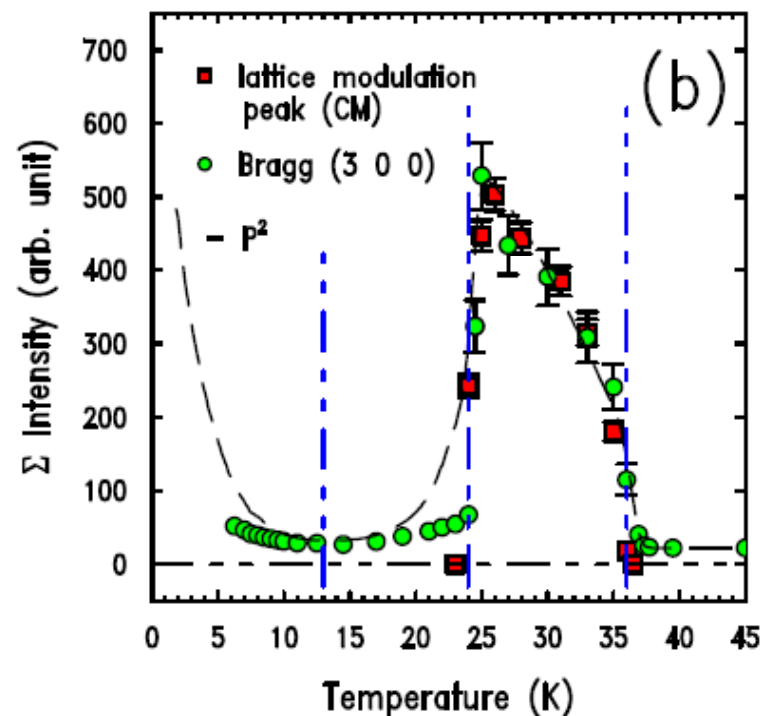 700
600
500
400
300
200
100
0
Σ Intensity (arb. unit)
lattice modulation
peak (CM)
Bragg (3 0 0)
P²
(b)
0 5 10 15 20 25 30 35 40 45
Temperature (K)